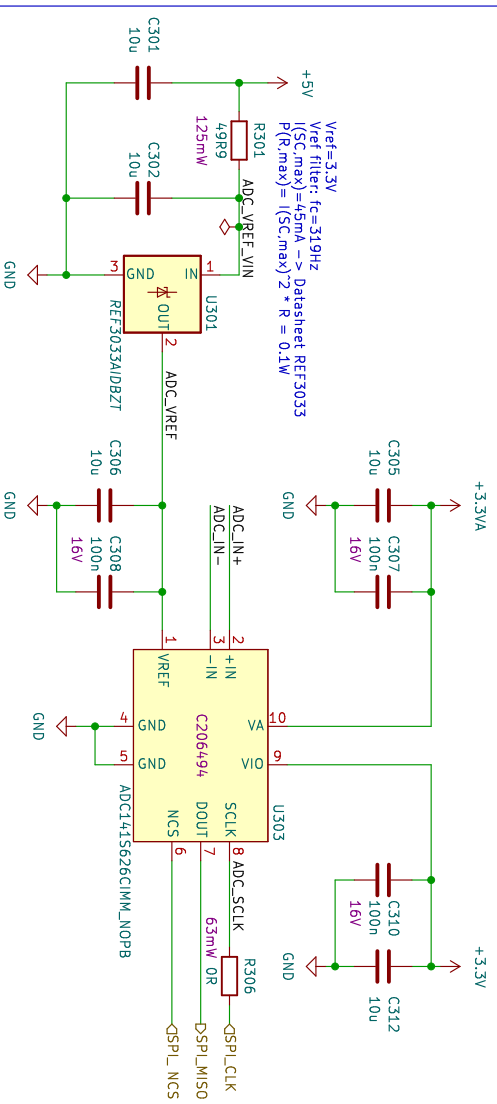 +5V
C301
10u
C302
10u
R301
49R9
125mW
ADC_VREF_VIN
Vref=3.3V
Vref filter: fc=319Hz
I(SC,max)=45mA -> Datasheet REF3033
P(R,max)= I(SC,max)^2 * R = 0.1W
GND
3
GND
IN
1
OUT
2
U301
REF3033AIDBZT
ADC_VREF
C306
10u
C308
100n
16V
GND
ADC_IN+
ADC_IN-
+3.3VA
C305
10u
C307
100n
16V
GND
1
VREF
3
-IN
2
+IN
VA
10
VIO
9
4
GND
5
GND
GND
C206494
U303
ADC141S626CIMM_NOPB
NCS
6
DOUT
7
SCLK
8
ADC_SCLK
R306
0R
63mW
SPI_CLK
SPI_MISO
SPI_NCS
C310
100n
16V
C312
10u
GND
+3.3V